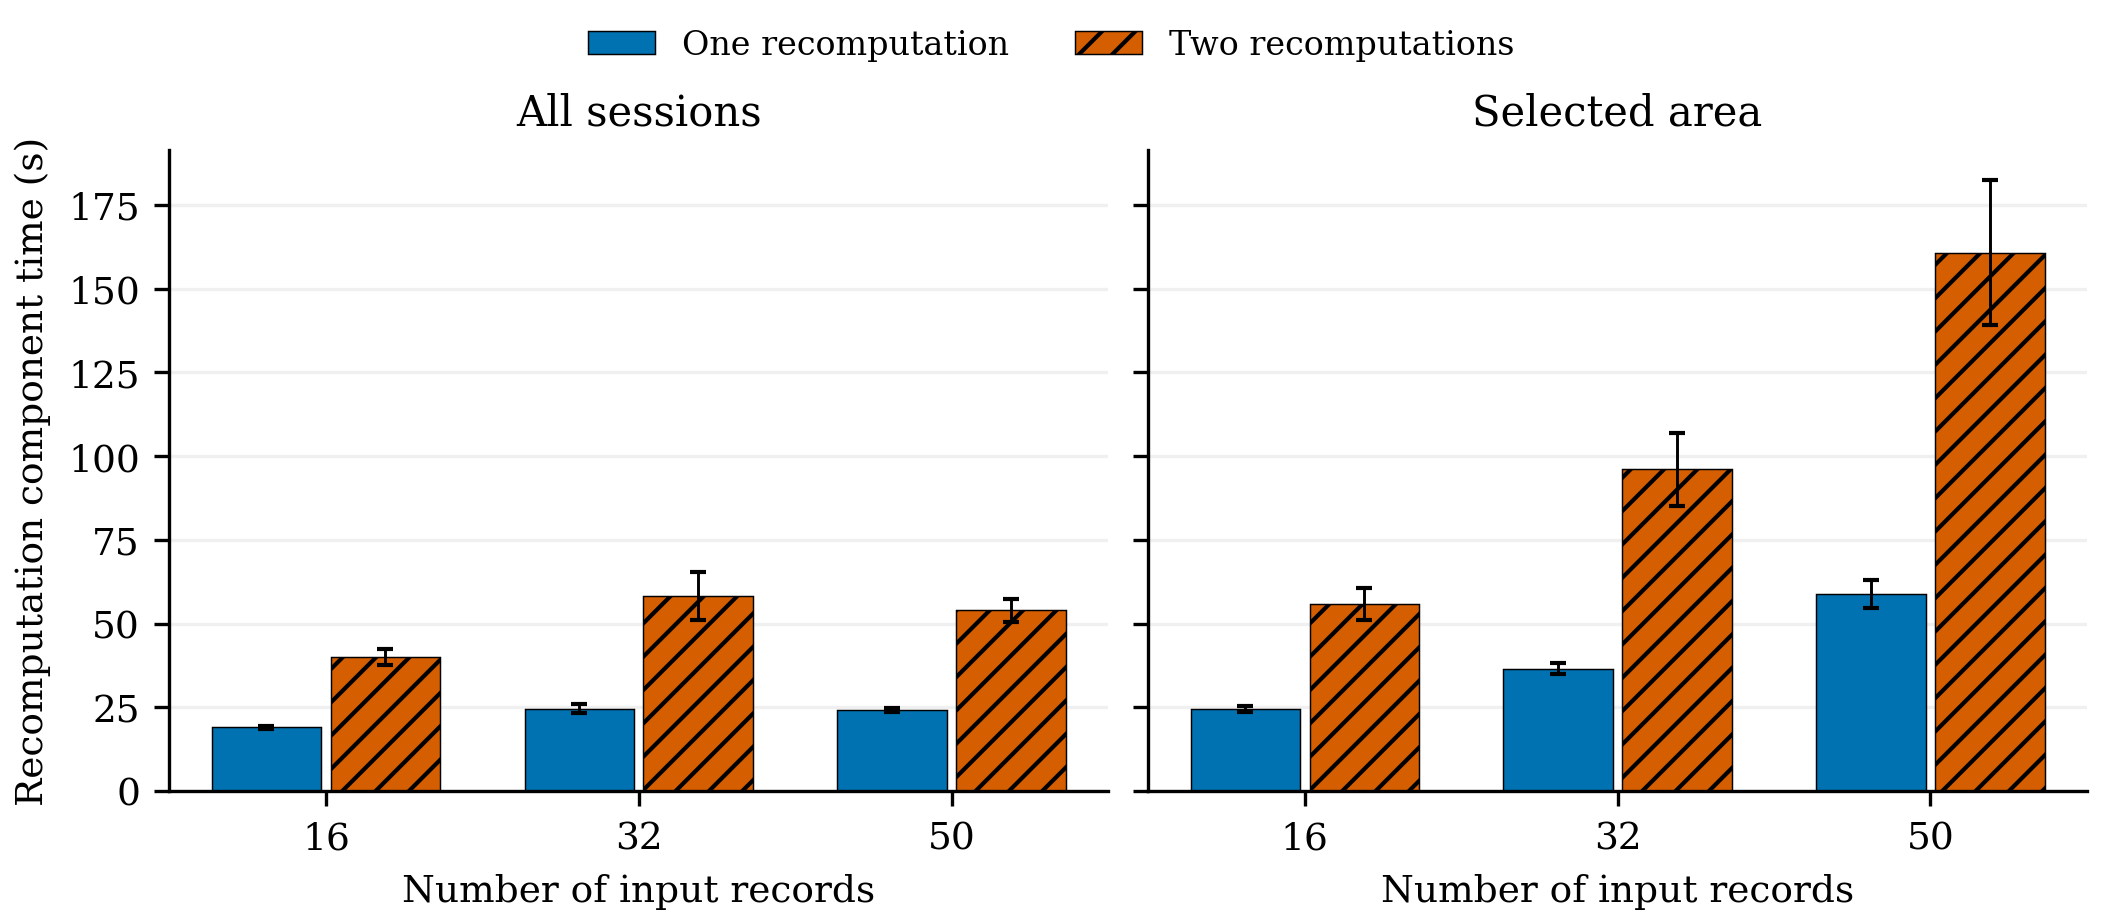 One recomputation
Two recomputations
All sessions
Selected area
Recomputation component time (s)
175
150
125
100
75
50
25
0
16
32
50
16
32
50
Number of input records
Number of input records